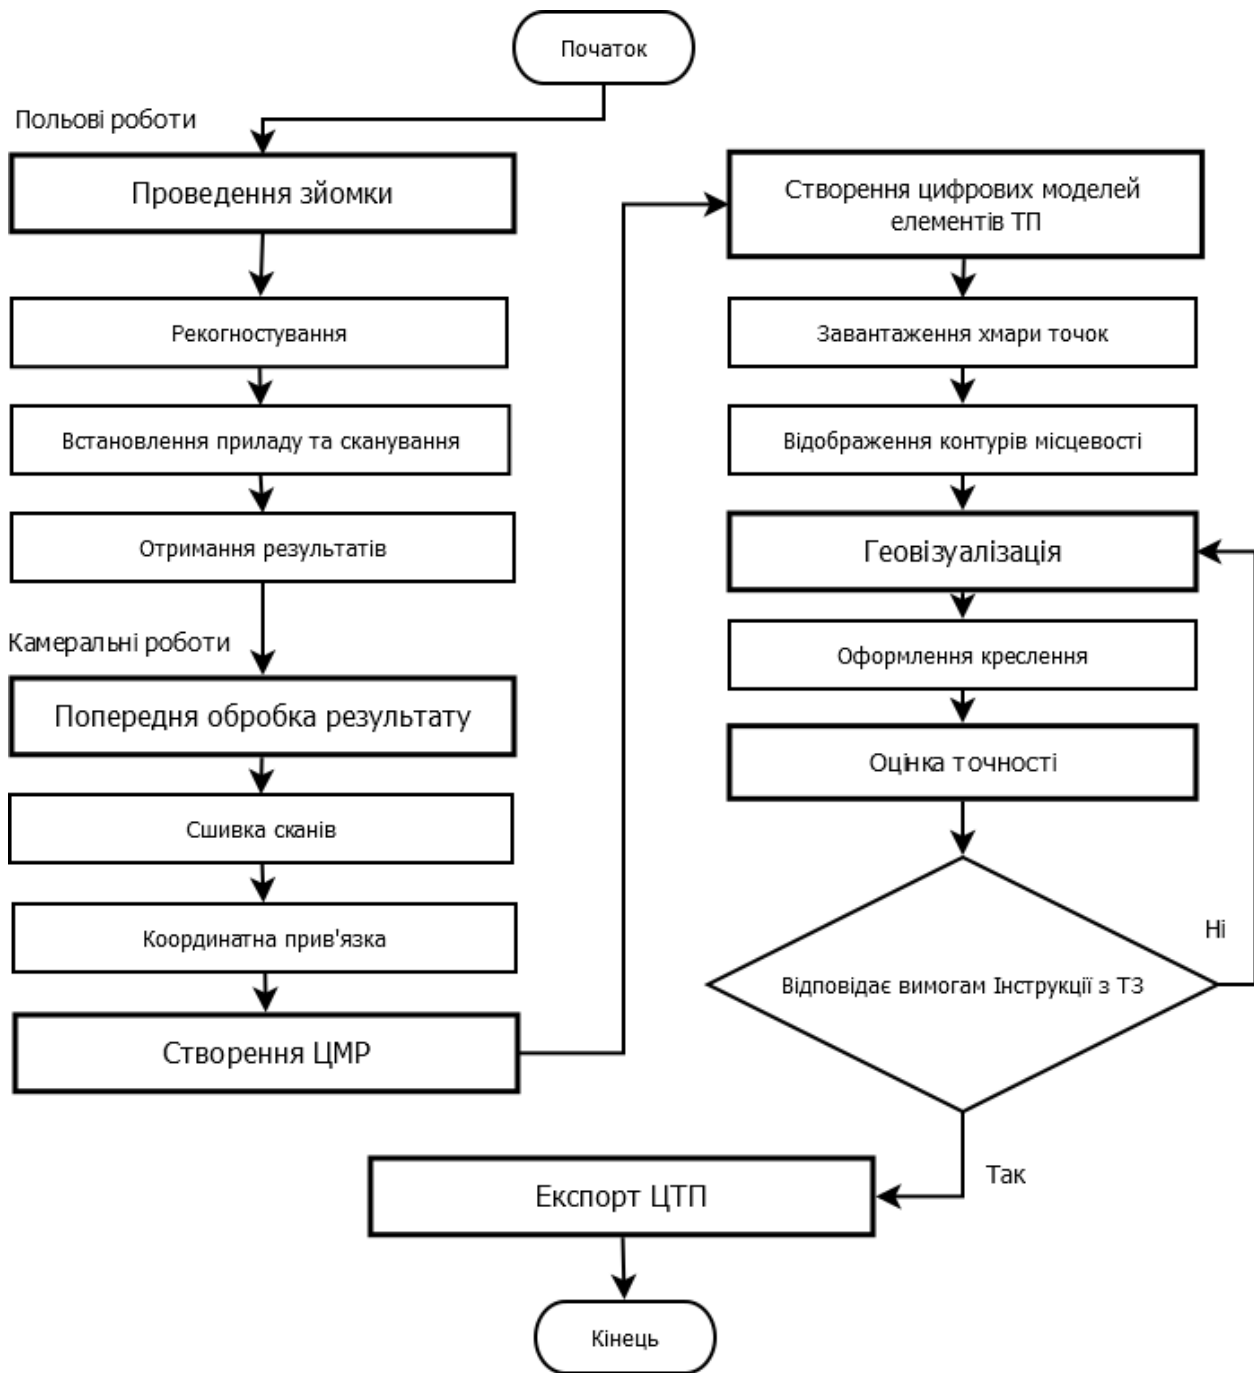 Початок
Польові роботи
Проведення зйомки
Рекогностування
Встановлення приладу та сканування
Отримання результатів
Камеральні роботи
Попередня обробка результату
Сшивка сканів
Координатна прив'язка
Створення ЦМР
Створення цифрових моделей
елементів ТП
Завантаження хмари точок
Відображення контурів місцевості
Геовізуалізація
Оформлення креслення
Оцінка точності
Відповідає вимогам Інструкції з ТЗ
Ні
Так
Експорт ЦТП
Кінець